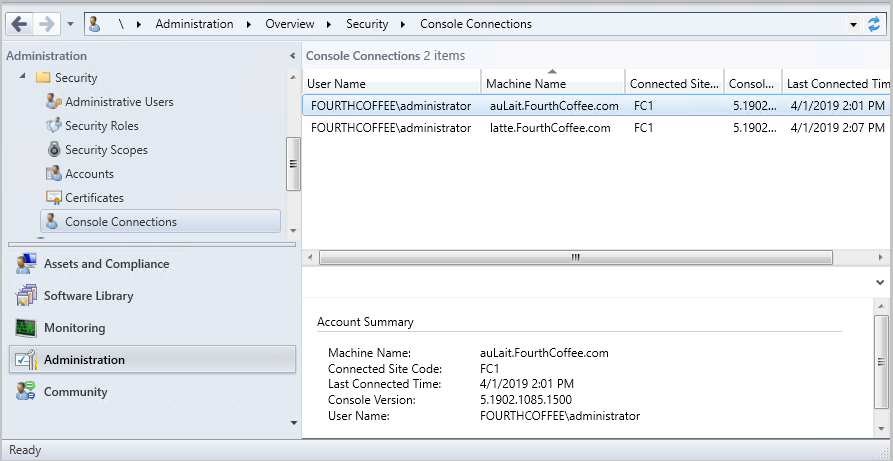 \ Administration Overview Security Console Connections
Administration
Security
Administrative Users
Security Roles
Security Scopes
Accounts
Certificates
Console Connections
Assets and Compliance
Software Library
Monitoring
Administration
Community
Console Connections 2 items
User Name Machine Name Connected Site... Consol... Last Connected Tim
FOURTHCOFFEE\administrator auLait.FourthCoffee.com FC1 5.1902... 4/1/2019 2:01 PM
FOURTHCOFFEE\administrator latte.FourthCoffee.com FC1 5.1902... 4/1/2019 2:07 PM
Account Summary
Machine Name: auLait.FourthCoffee.com
Connected Site Code: FC1
Last Connected Time: 4/1/2019 2:01 PM
Console Version: 5.1902.1085.1500
User Name: FOURTHCOFFEE\administrator
Ready